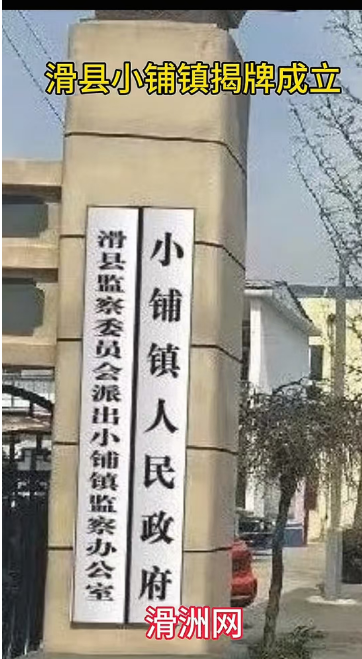 滑县小铺镇揭牌成立
小铺镇人民政府
滑县监察委员会派出小铺镇监察办公室
滑洲网